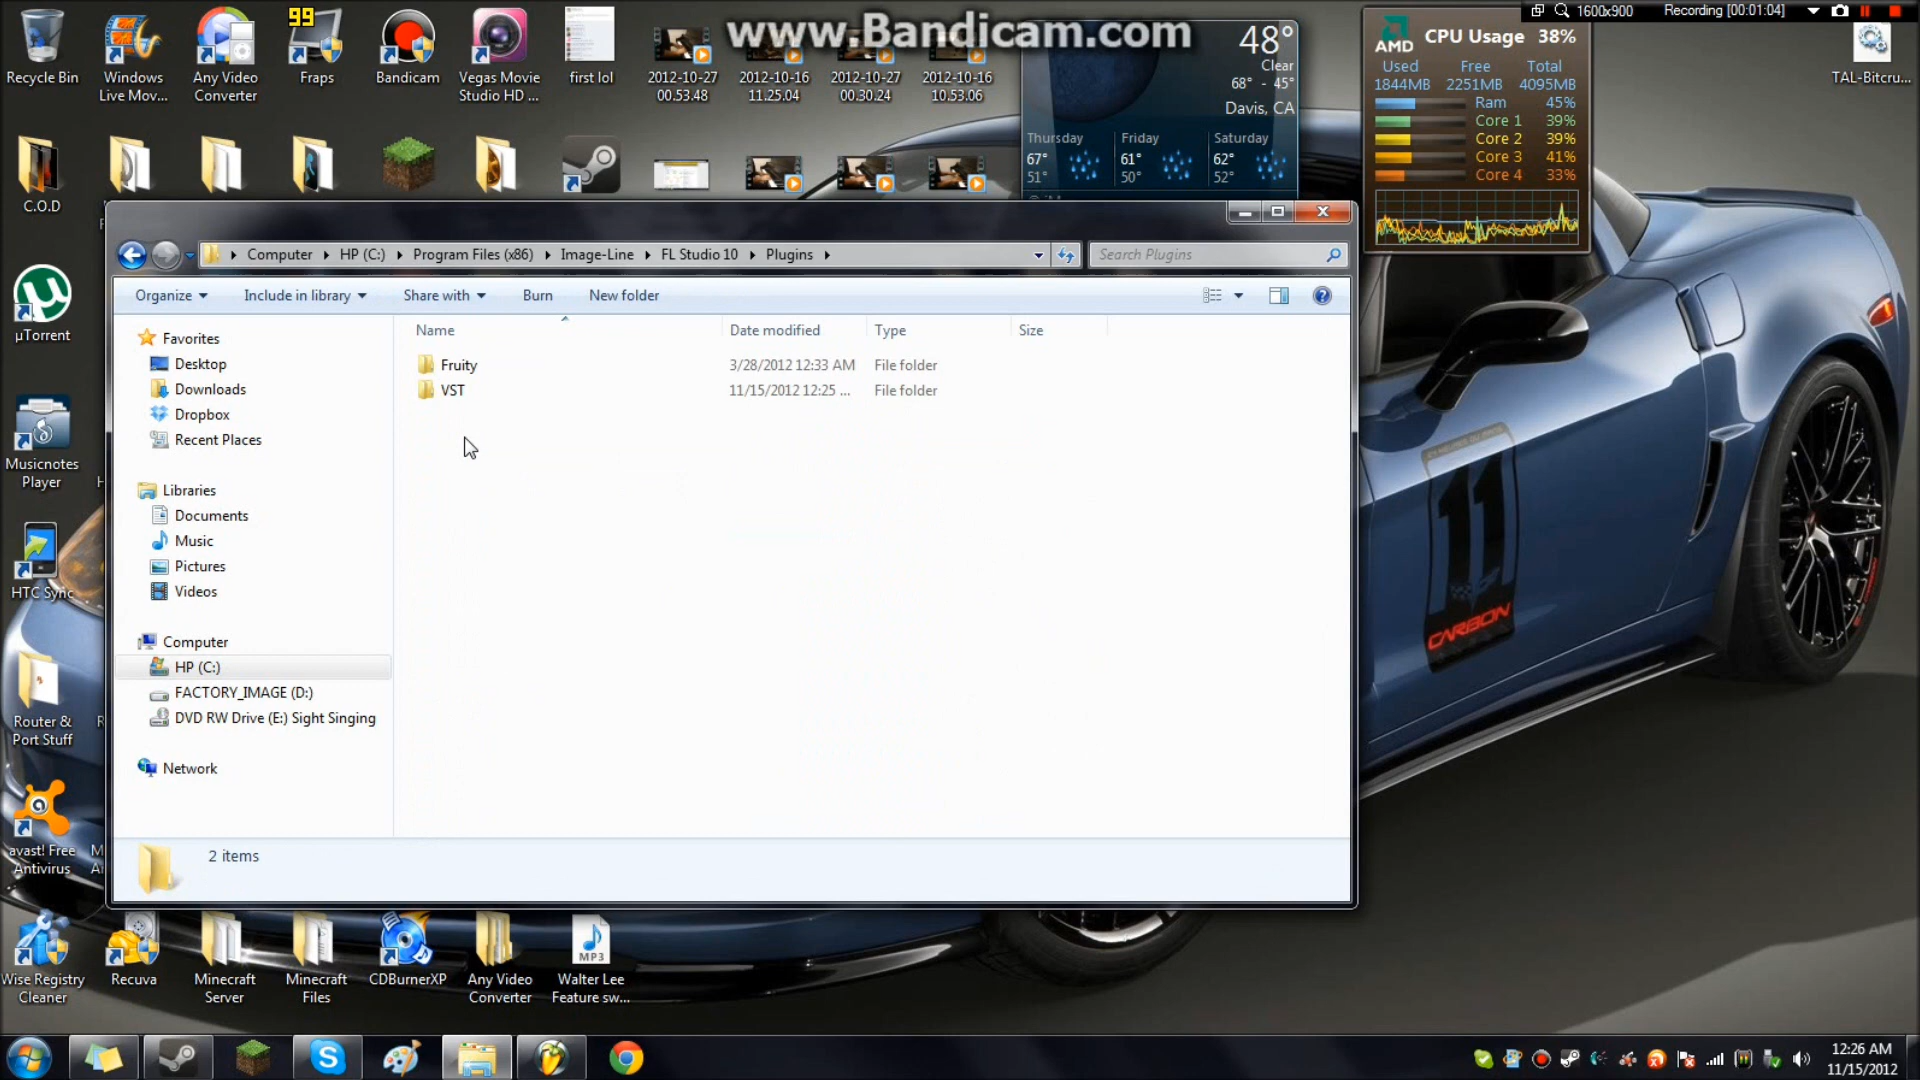 www.Bandicam.com
1600x900
Recording [00:01:04]
99
Recycle Bin
Windows
Live Mov...
Any Video
Converter
Fraps
Bandicam
Vegas Movie
Studio HD ...
first lol
2012-10-27
00.53.48
2012-10-16
11.25.04
2012-10-27
00.30.24
2012-10-16
10.53.06
48°
Clear
68° - 45°
Davis, CA
Thursday
67°
51°
Friday
61°
50°
Saturday
62°
52°
AMD
CPU Usage 38%
Used Free Total
1844MB 2251MB 4095MB
Ram 45%
Core 1 39%
Core 2 39%
Core 3 41%
Core 4 33%
TAL-Bitcru...
C.O.D
µTorrent
Musicnotes
Player
HTC Sync
Router &
Port Stuff
avast! Free
Antivirus
Computer
HP (C:)
Program Files (x86)
Image-Line
FL Studio 10
Plugins
Search Plugins
Organize
Include in library
Share with
Burn
New folder
Name Date modified Type Size
Fruity 3/28/2012 12:33 AM File folder
VST 11/15/2012 12:25 ... File folder
Favorites
Desktop
Downloads
Dropbox
Recent Places
Libraries
Documents
Music
Pictures
Videos
Computer
HP (C:)
FACTORY_IMAGE (D:)
DVD RW Drive (E:) Sight Singing
Network
2 items
11
CARBON
Wise Registry
Cleaner
Recuva
Minecraft
Server
Minecraft
Files
CDBurnerXP
Any Video
Converter
MP3
Walter Lee
Feature sw...
12:26 AM
11/15/2012